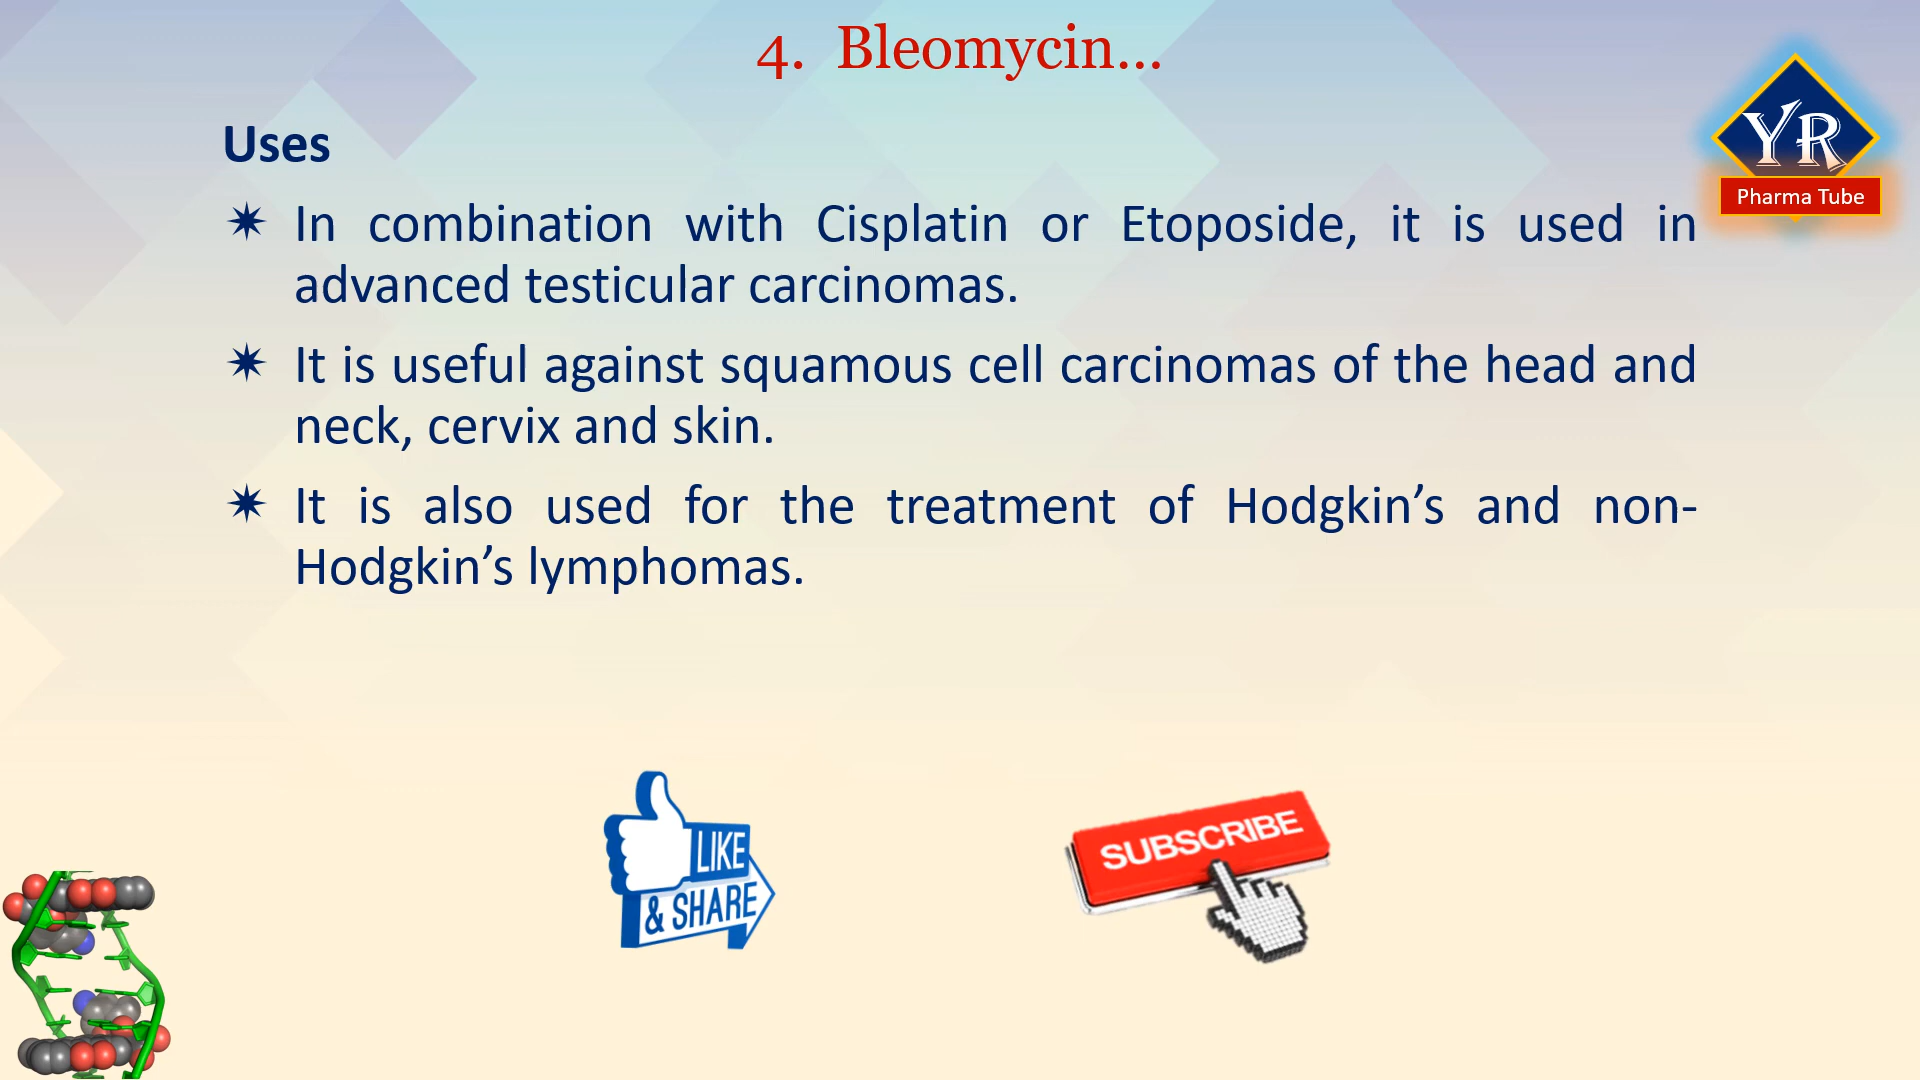 4. Bleomycin...
YR
Pharma Tube
Uses
✷ In combination with Cisplatin or Etoposide, it is used in
advanced testicular carcinomas.
✷ It is useful against squamous cell carcinomas of the head and
neck, cervix and skin.
✷ It is also used for the treatment of Hodgkin’s and non-
Hodgkin’s lymphomas.
LIKE
& SHARE
SUBSCRIBE